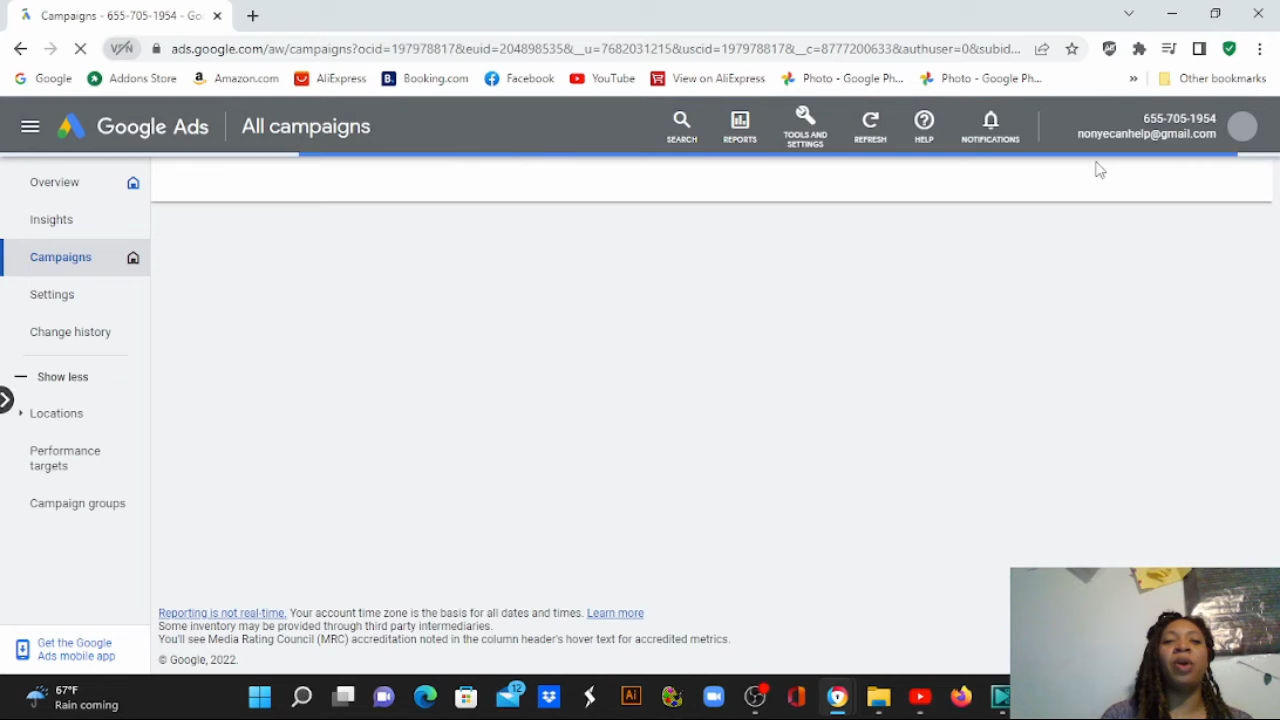 Campaigns - 655-705-1954 - Goo
VPN
ads.google.com/aw/campaigns?ocid=197978817&euid=204898535&__u=7682031215&uscid=197978817&__c=8777200633&authuser=0&subid...
Google
Addons Store
Amazon.com
AliExpress
Booking.com
Facebook
YouTube
View on AliExpress
Photo - Google Ph...
Photo - Google Ph...
»
Other bookmarks
Google Ads
All campaigns
SEARCH
REPORTS
TOOLS AND
SETTINGS
REFRESH
HELP
NOTIFICATIONS
655-705-1954
nonyecanhelp@gmail.com
Overview
Insights
Campaigns
Settings
Change history
Show less
Locations
Performance
targets
Campaign groups
Reporting is not real-time. Your account time zone is the basis for all dates and times. Learn more
Some inventory may be provided through third party intermediaries.
You'll see Media Rating Council (MRC) accreditation noted in the column header's hover text for accredited metrics.
© Google, 2022.
Get the Google
Ads mobile app
67°F
Rain coming
12
Ai